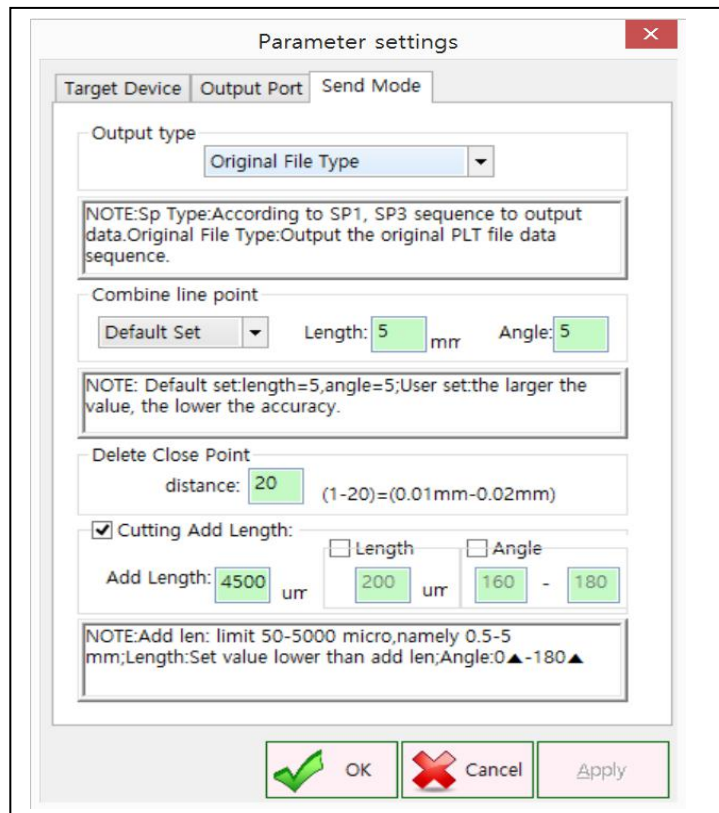 Parameter settings
Target Device Output Port Send Mode
Output type
Original File Type
NOTE:Sp Type:According to SP1, SP3 sequence to output
data.Original File Type:Output the original PLT file data
sequence.
Combine line point
Default Set Length: 5 mm Angle: 5
NOTE: Default set:length=5,angle=5;User set:the larger the
value, the lower the accuracy.
Delete Close Point
distance: 20 (1-20)=(0.01mm-0.02mm)
Cutting Add Length:
Length Angle
Add Length: 4500 um 200 um 160 - 180
NOTE:Add len: limit 50-5000 micro,namely 0.5-5
mm;Length:Set value lower than add len;Angle:0▲-180▲
OK Cancel Apply